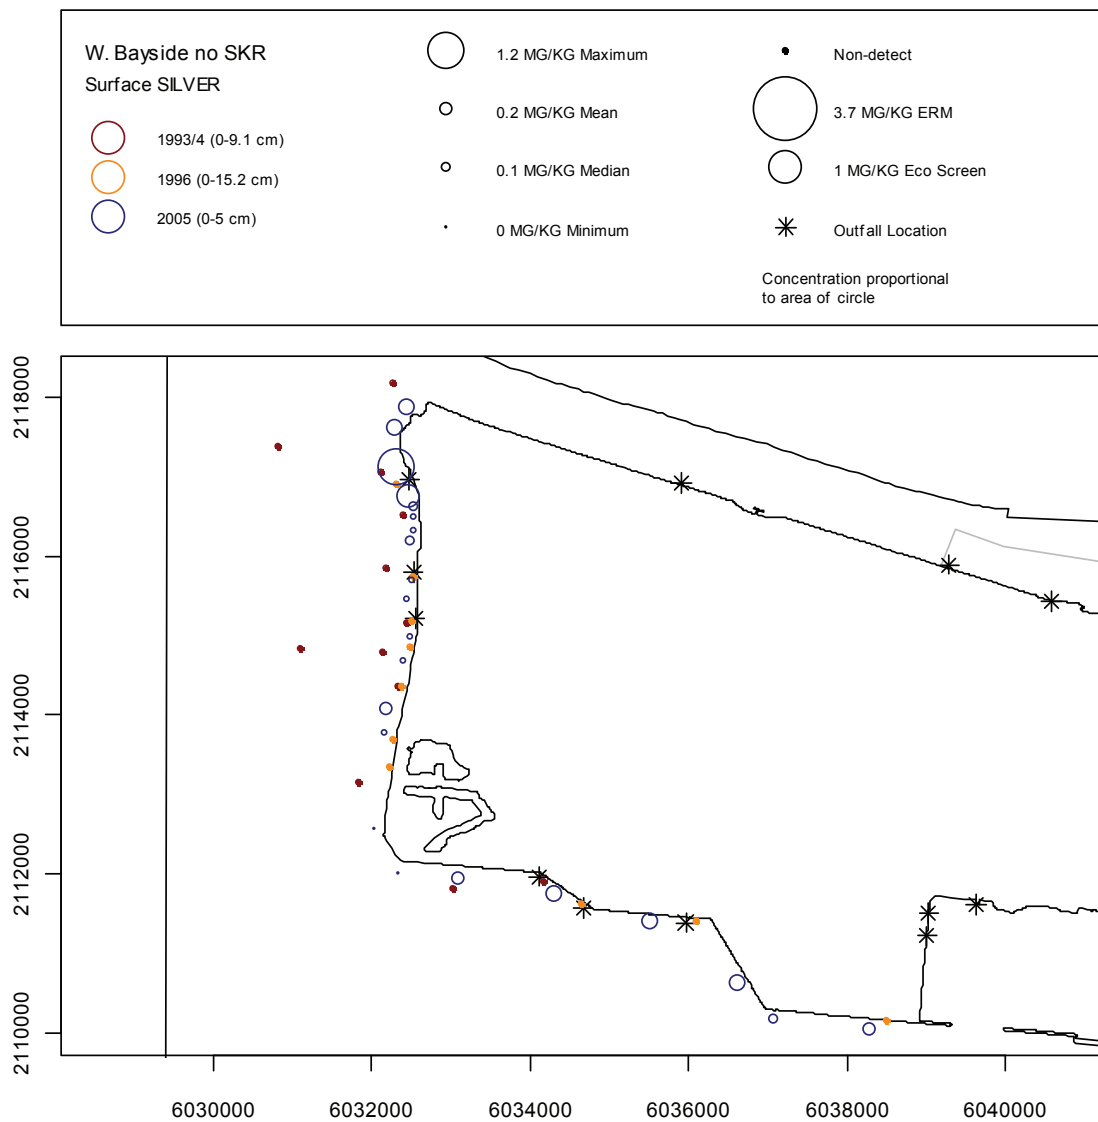 W. Bayside no SKR
Surface SILVER
1993/4 (0-9.1 cm)
1996 (0-15.2 cm)
2005 (0-5 cm)
1.2 MG/KG Maximum
0.2 MG/KG Mean
0.1 MG/KG Median
0 MG/KG Minimum
Non-detect
3.7 MG/KG ERM
1 MG/KG Eco Screen
Outfall Location
Concentration proportional
to area of circle
2118000
2116000
2114000
2112000
2110000
6030000
6032000
6034000
6036000
6038000
6040000